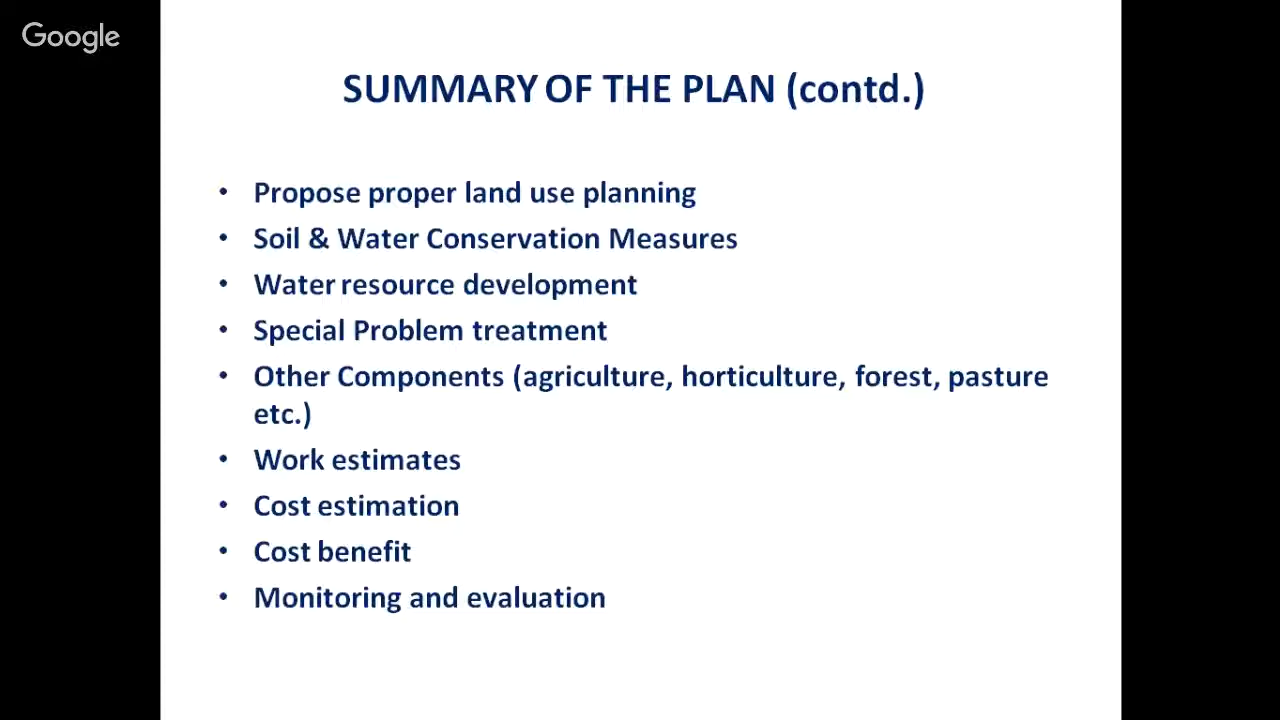 Google
SUMMARY OF THE PLAN (contd.)
• Propose proper land use planning
• Soil & Water Conservation Measures
• Water resource development
• Special Problem treatment
• Other Components (agriculture, horticulture, forest, pasture
etc.)
• Work estimates
• Cost estimation
• Cost benefit
• Monitoring and evaluation